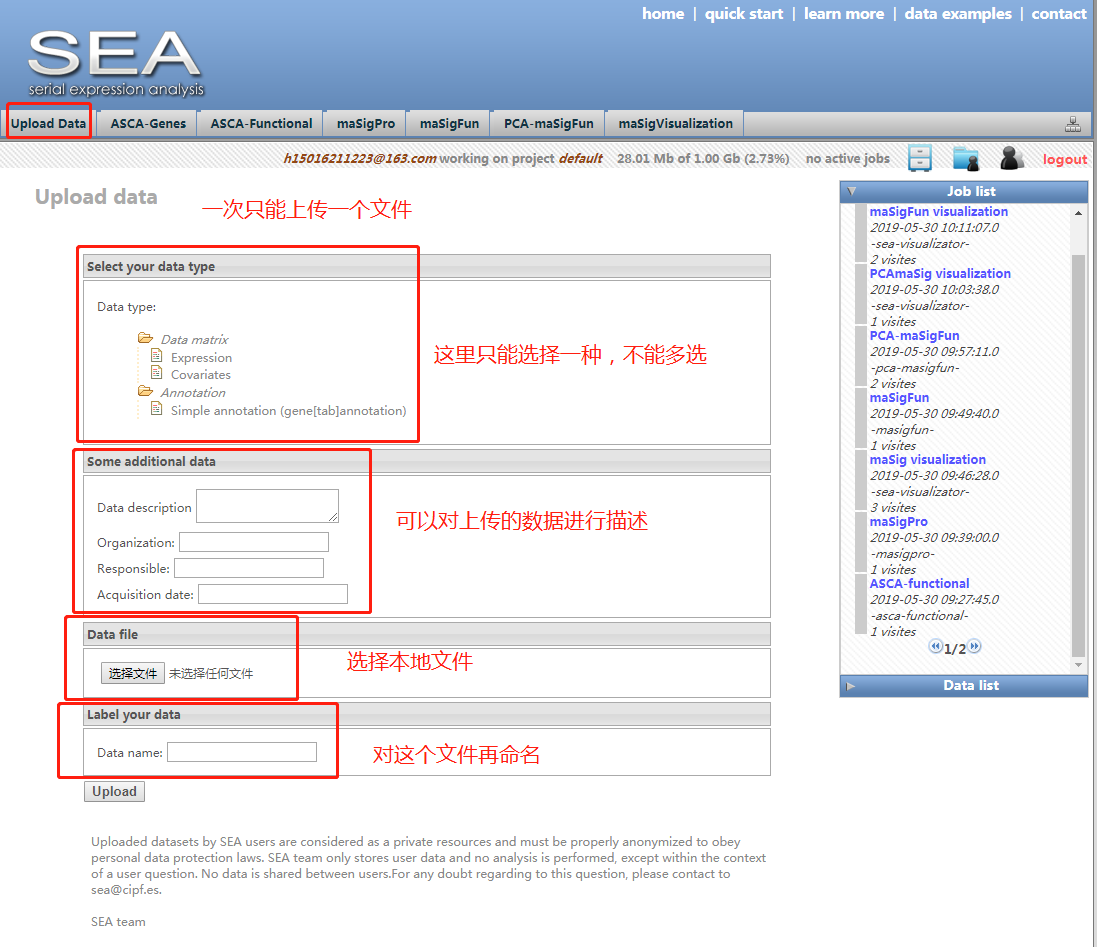 home | quick start | learn more | data examples | contact
SEA
serial expression analysis
Upload Data ASCA-Genes ASCA-Functional maSigPro maSigFun PCA-maSigFun maSigVisualization
h15016211223@163.com working on project default 28.01 Mb of 1.00 Gb (2.73%) no active jobs logout
Upload data
一次只能上传一个文件
Select your data type
Data type:
Data matrix
Expression
Covariates
Annotation
Simple annotation (gene[tab]annotation)
这里只能选择一种，不能多选
Some additional data
Data description
Organization:
Responsible:
Acquisition date:
可以对上传的数据进行描述
Data file
选择文件 未选择任何文件
选择本地文件
Label your data
Data name:
对这个文件再命名
Upload
Uploaded datasets by SEA users are considered as a private resources and must be properly anonymized to obey
personal data protection laws. SEA team only stores user data and no analysis is performed, except within the context
of a user question. No data is shared between users.For any doubt regarding to this question, please contact to
sea@cipf.es.
SEA team
Job list
maSigFun visualization
2019-05-30 10:11:07.0
-sea-visualizator-
2 visites
PCAmaSig visualization
2019-05-30 10:03:38.0
-sea-visualizator-
1 visites
PCA-maSigFun
2019-05-30 09:57:11.0
-pca-masigfun-
2 visites
maSigFun
2019-05-30 09:49:40.0
-masigfun-
1 visites
maSig visualization
2019-05-30 09:46:28.0
-sea-visualizator-
3 visites
maSigPro
2019-05-30 09:39:00.0
-masigpro-
1 visites
ASCA-functional
2019-05-30 09:27:45.0
-asca-functional-
1 visites
1/2
Data list